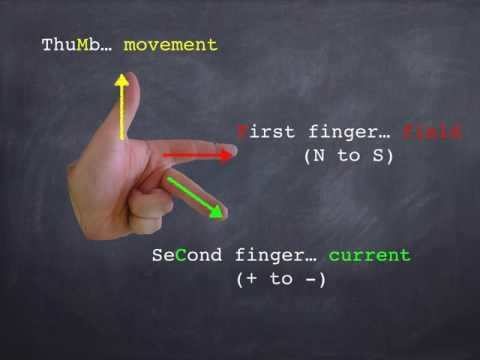 ThuMb… movement
First finger… field
(N to S)
SeCond finger… current
(+ to -)